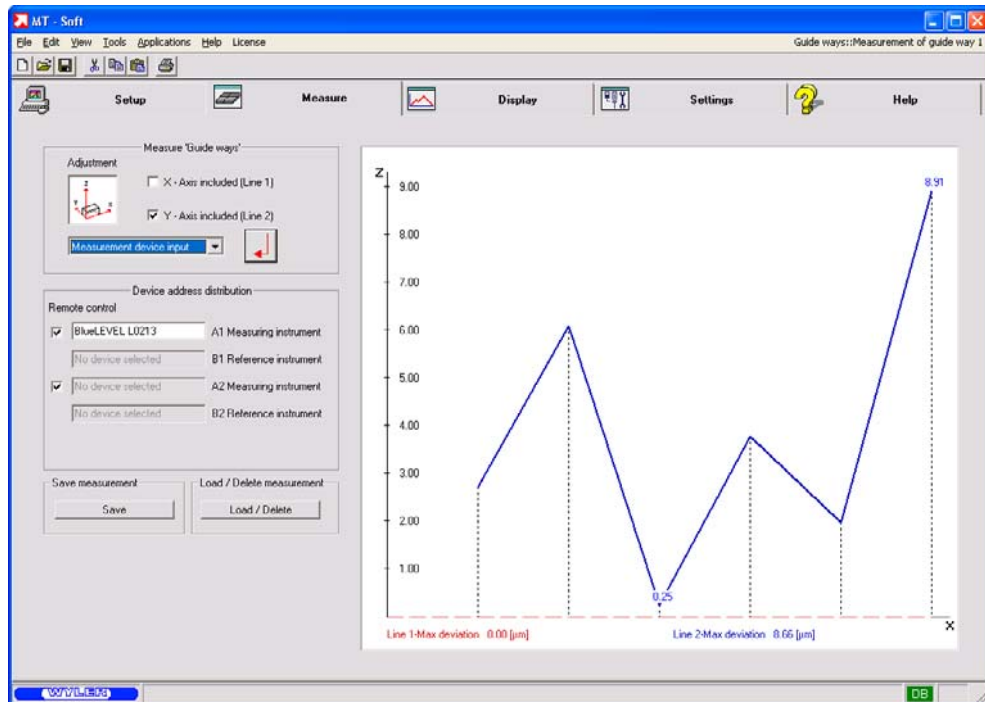 MT - Soft
File Edit View Tools Applications Help License
Guide ways::Measurement of guide way 1
Setup Measure Display Settings Help
Measure 'Guide ways'
Adjustment
Z
Y X
X - Axis included (Line 1)
Y - Axis included (Line 2)
Measurement device input
Device address distribution
Remote control
BlueLEVEL L0213 A1 Measuring instrument
No device selected B1 Reference instrument
No device selected A2 Measuring instrument
No device selected B2 Reference instrument
Save measurement
Save
Load / Delete measurement
Load / Delete
Z
9.00
8.00
7.00
6.00
5.00
4.00
3.00
2.00
1.00
8.91
0.25
X
Line 1-Max deviation 0.00 [µm]
Line 2-Max deviation 8.66 [µm]
WYLER
DB